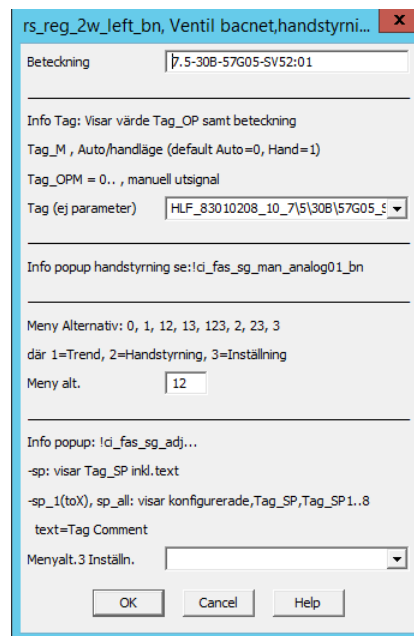 rs_reg_2w_left_bn, Ventil bacnet,handstyrni... x
Beteckning 7.5-30B-57G05-SV52:01
Info Tag: Visar värde Tag_OP samt beteckning
Tag_M , Auto/handläge (default Auto=0, Hand=1)
Tag_OPM = 0.. , manuell utsignal
Tag (ej parameter) HLF_83010208_10_7\5\30B\57G05_S
Info popup handstyrning se:!ci_fas_sg_man_analog01_bn
Meny Alternativ: 0, 1, 12, 13, 123, 2, 23, 3
där 1=Trend, 2=Handstyrning, 3=Inställning
Meny alt. 12
Info popup: !ci_fas_sg_adj...
-sp: visar Tag_SP inkl.text
-sp_1(toX), sp_all: visar konfigurerade,Tag_SP,Tag_SP1..8
text=Tag Comment
Menyalt.3 Inställn.
OK Cancel Help